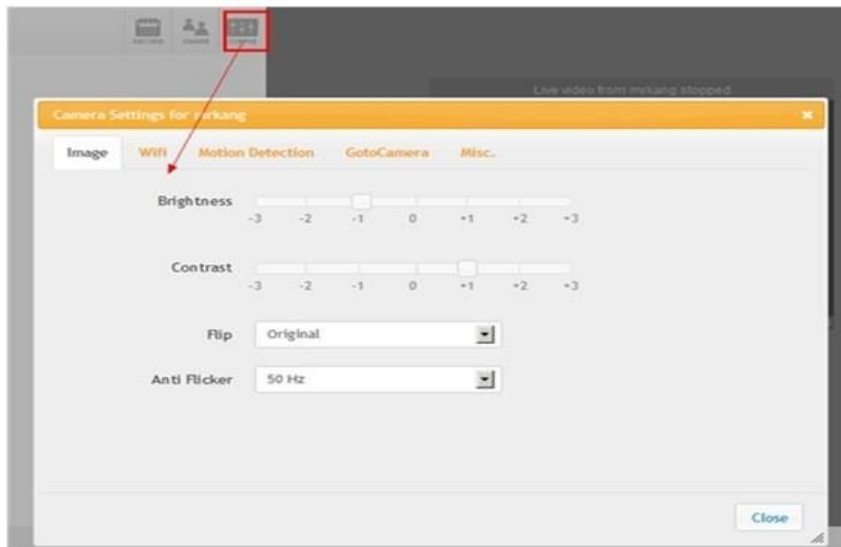 Live video from mrkang stopped
Camera Settings for mrkang
Image Wifi Motion Detection GotoCamera Misc.
Brightness
-3 -2 -1 0 +1 +2 +3
Contrast
-3 -2 -1 0 +1 +2 +3
Flip Original
Anti Flicker 50 Hz
Close